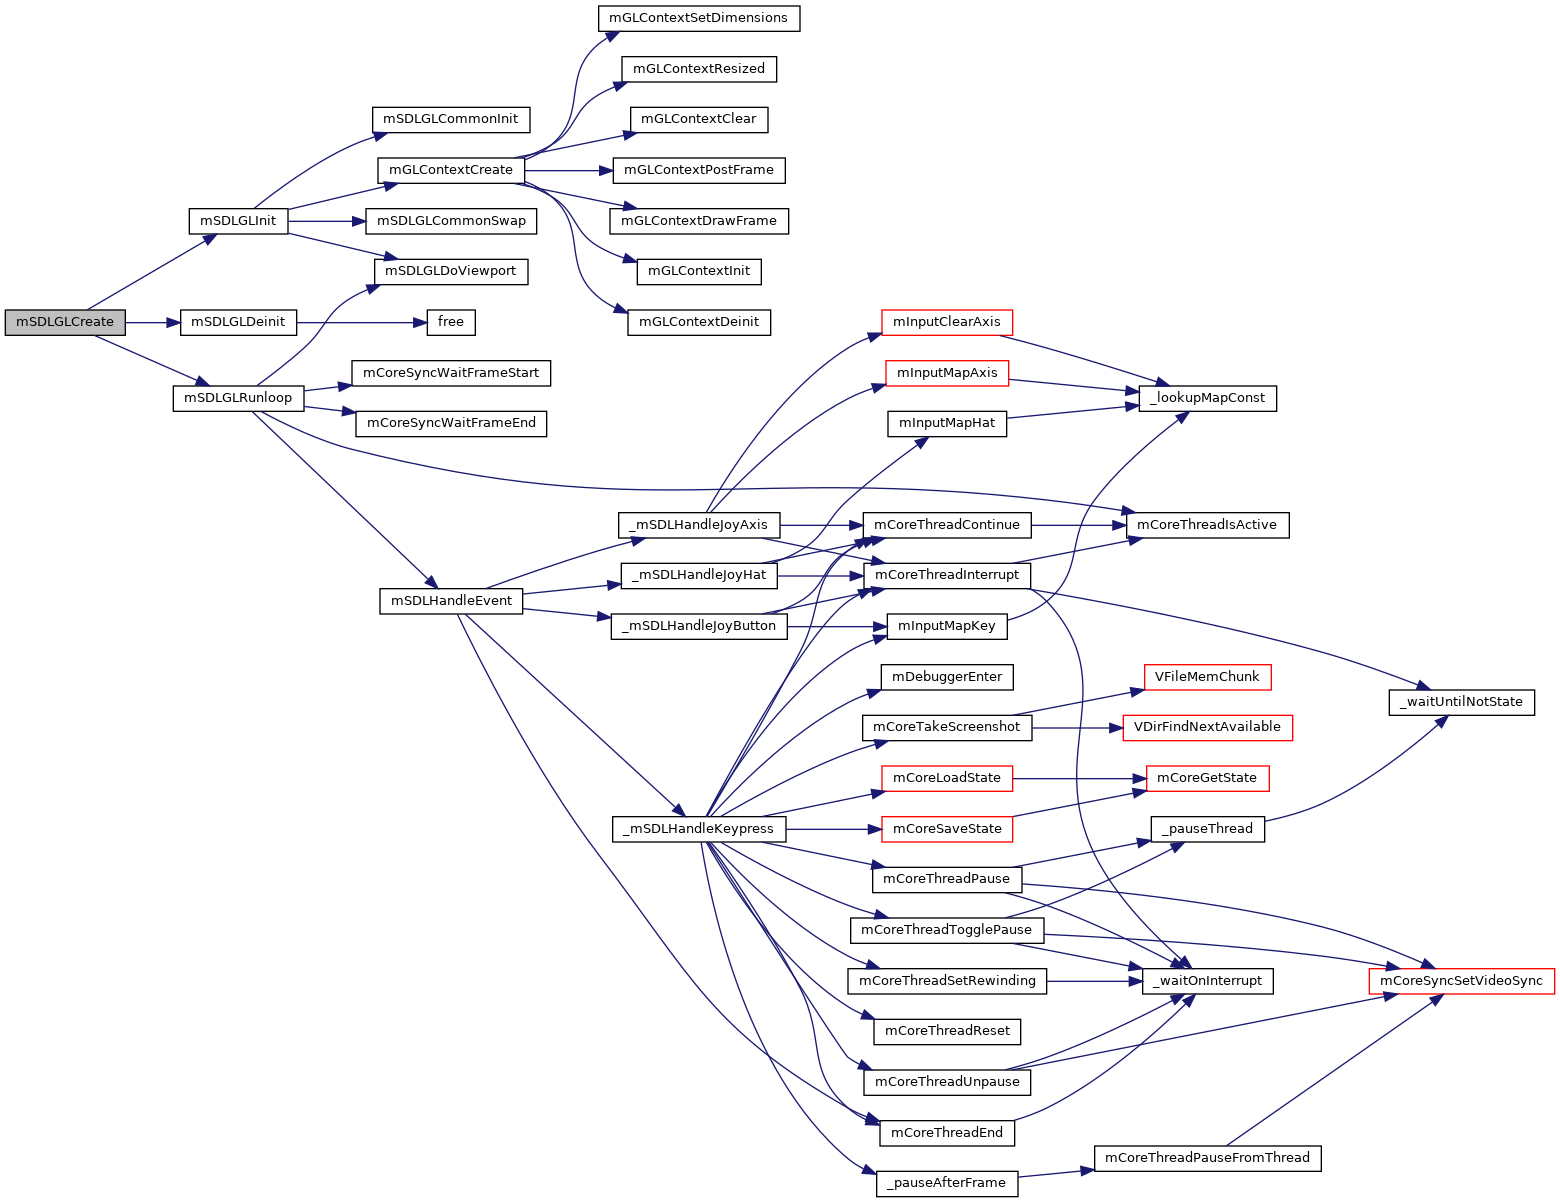 mGLContextSetDimensions
mGLContextResized
mSDLGLCommonInit
mGLContextClear
mGLContextCreate
mGLContextPostFrame
mSDLGLInit
mSDLGLCommonSwap
mGLContextDrawFrame
mSDLGLDoViewport
mGLContextInit
mSDLGLCreate
mSDLGLDeinit
free
mGLContextDeinit
mInputClearAxis
mCoreSyncWaitFrameStart
mInputMapAxis
mSDLGLRunloop
_lookupMapConst
mCoreSyncWaitFrameEnd
mInputMapHat
_mSDLHandleJoyAxis
mCoreThreadContinue
mCoreThreadIsActive
_mSDLHandleJoyHat
mCoreThreadInterrupt
mSDLHandleEvent
_mSDLHandleJoyButton
mInputMapKey
mDebuggerEnter
VFileMemChunk
_waitUntilNotState
mCoreTakeScreenshot
VDirFindNextAvailable
mCoreLoadState
mCoreGetState
_mSDLHandleKeypress
mCoreSaveState
_pauseThread
mCoreThreadPause
mCoreThreadTogglePause
mCoreThreadSetRewinding
_waitOnInterrupt
mCoreSyncSetVideoSync
mCoreThreadReset
mCoreThreadUnpause
mCoreThreadEnd
mCoreThreadPauseFromThread
_pauseAfterFrame